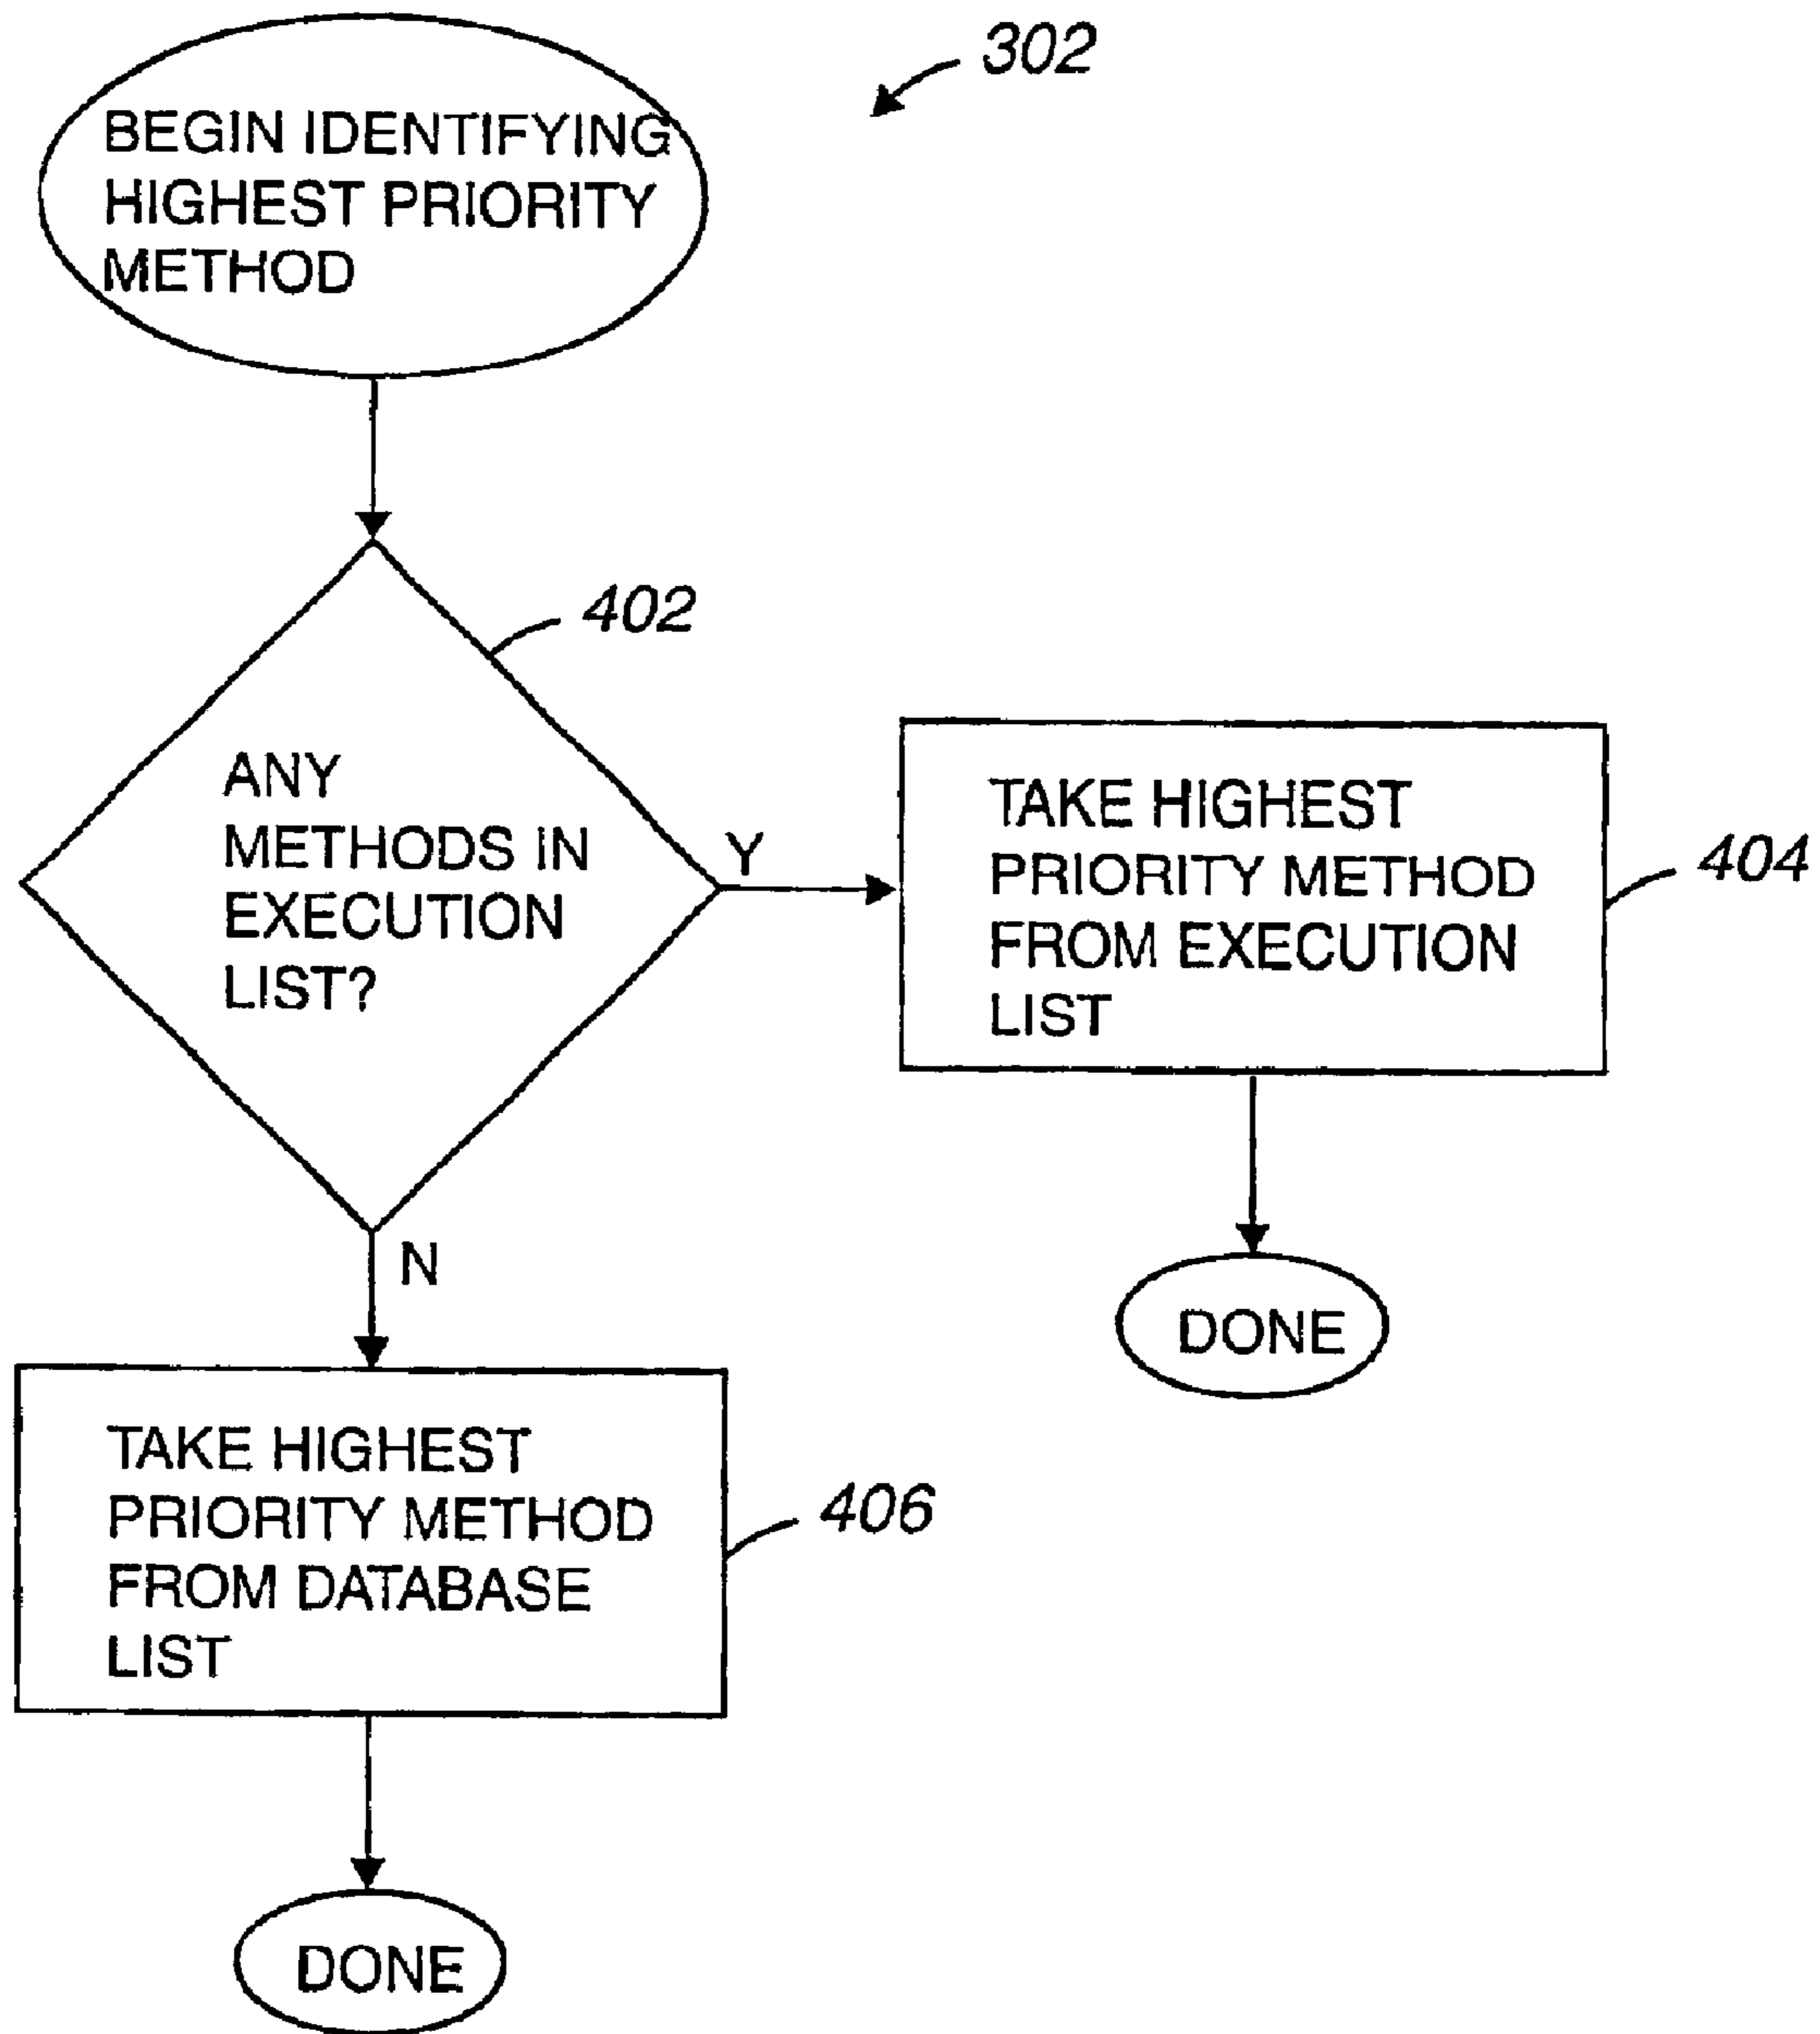 302
BEGIN IDENTIFYING
HIGHEST PRIORITY
METHOD
402
ANY
METHODS IN
EXECUTION
LIST?
Y
TAKE HIGHEST
PRIORITY METHOD
FROM EXECUTION
LIST
404
DONE
N
TAKE HIGHEST
PRIORITY METHOD
FROM DATABASE
LIST
406
DONE